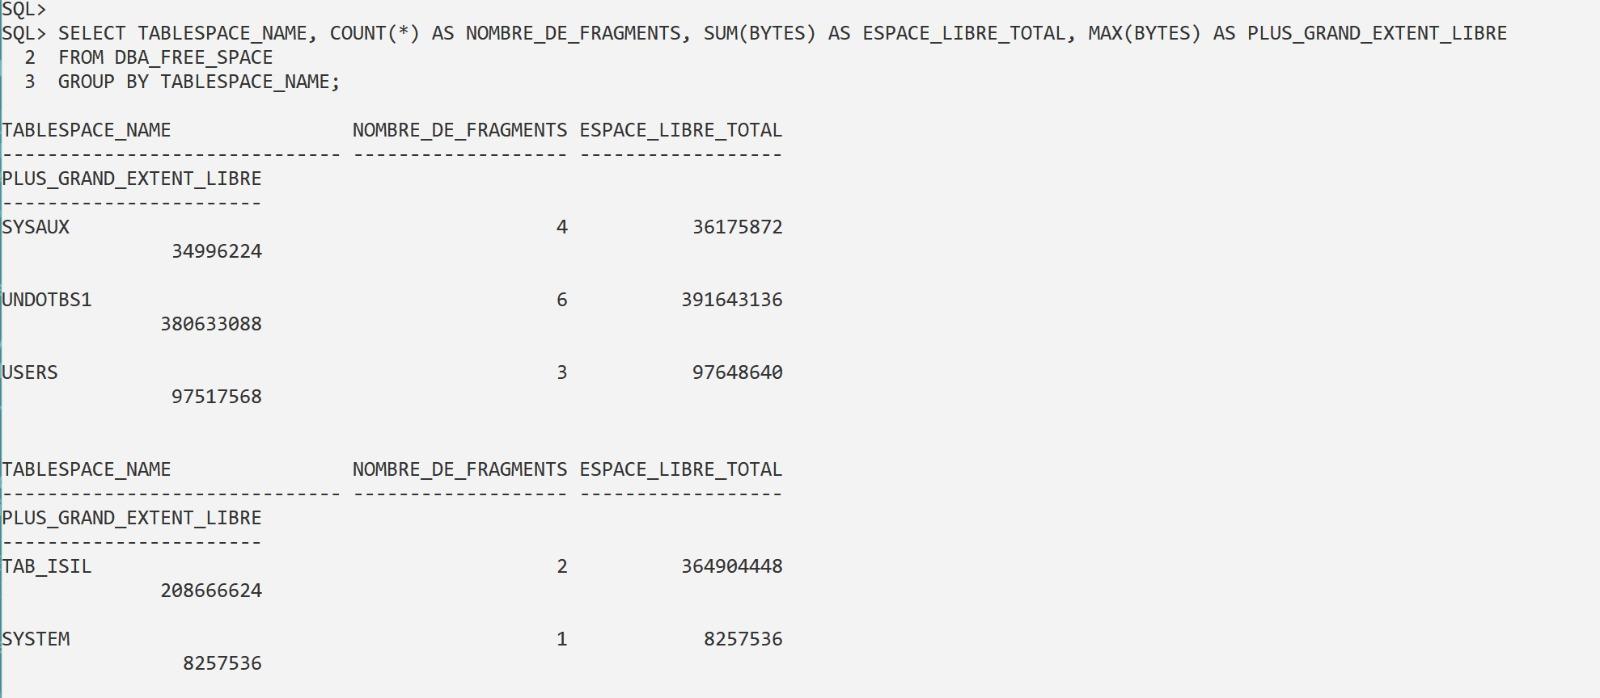 SQL>
SQL> SELECT TABLESPACE_NAME, COUNT(*) AS NOMBRE_DE_FRAGMENTS, SUM(BYTES) AS ESPACE_LIBRE_TOTAL, MAX(BYTES) AS PLUS_GRAND_EXTENT_LIBRE
  2  FROM DBA_FREE_SPACE
  3  GROUP BY TABLESPACE_NAME;

TABLESPACE_NAME                NOMBRE_DE_FRAGMENTS ESPACE_LIBRE_TOTAL
------------------------------ ------------------- ------------------
PLUS_GRAND_EXTENT_LIBRE
-----------------------
SYSAUX                                           4           36175872
               34996224

UNDOTBS1                                         6          391643136
              380633088

USERS                                            3           97648640
               97517568


TABLESPACE_NAME                NOMBRE_DE_FRAGMENTS ESPACE_LIBRE_TOTAL
------------------------------ ------------------- ------------------
PLUS_GRAND_EXTENT_LIBRE
-----------------------
TAB_ISIL                                         2          364904448
              208666624

SYSTEM                                           1            8257536
                8257536